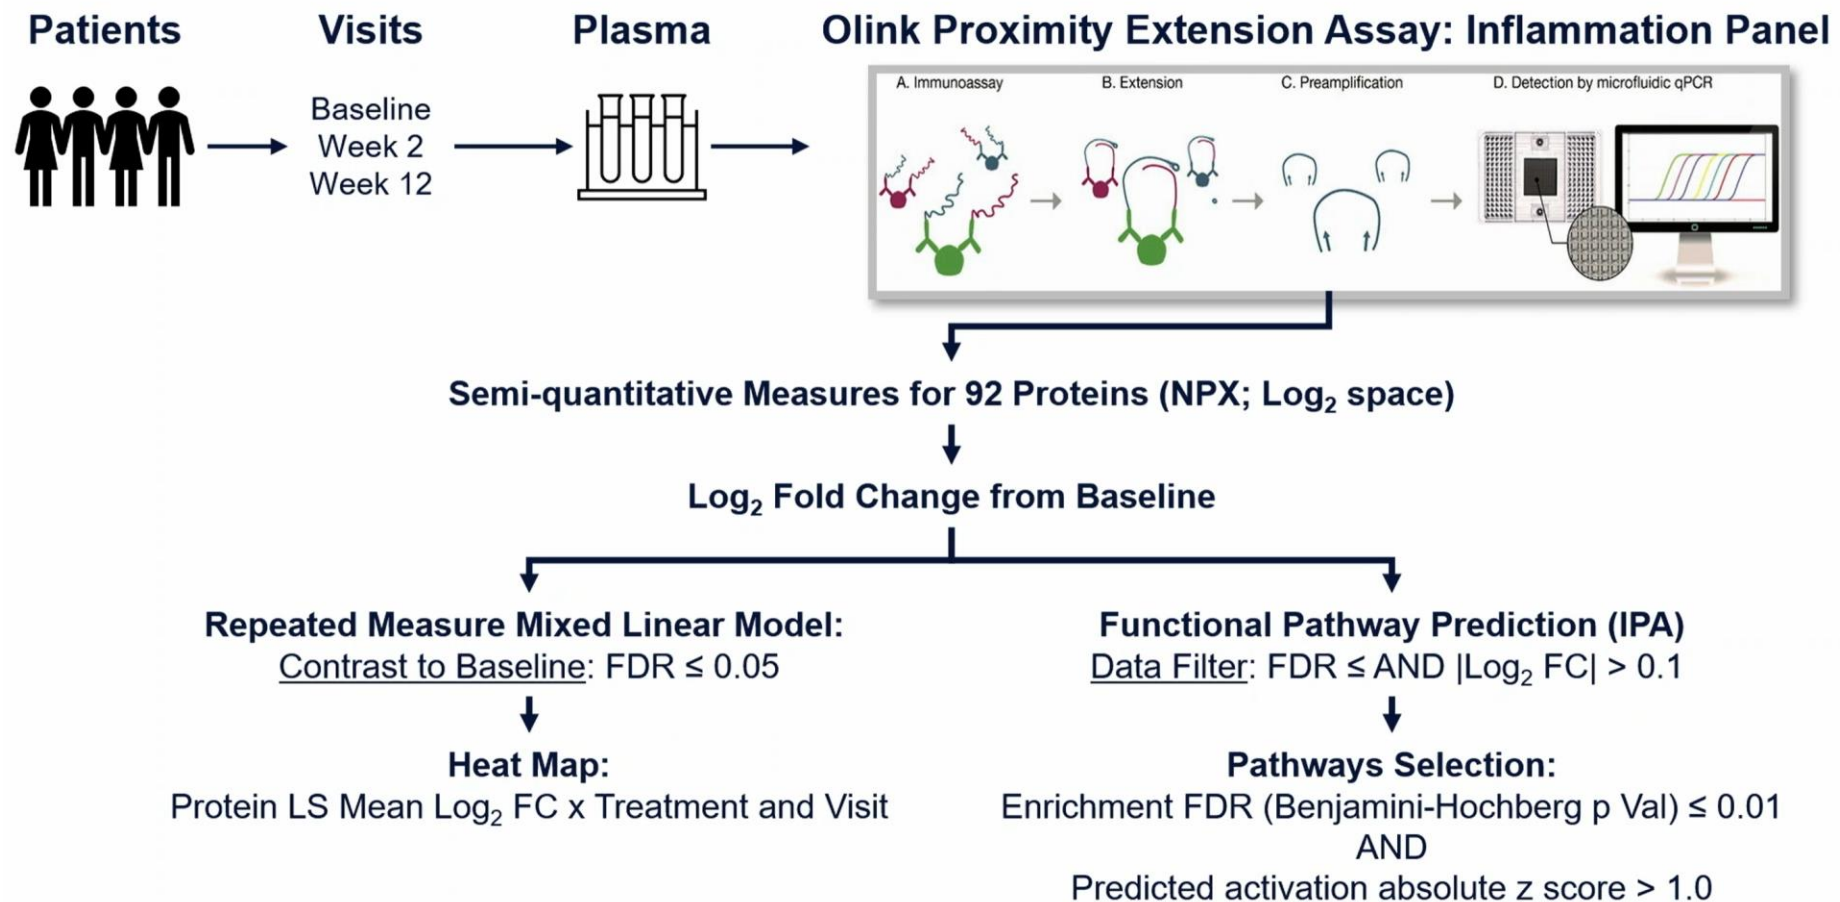 Patients
Visits
Plasma
Olink Proximity Extension Assay: Inflammation Panel
Baseline
Week 2
Week 12
A. Immunoassay
B. Extension
C. Preamplification
D. Detection by microfluidic qPCR
Semi-quantitative Measures for 92 Proteins (NPX; Log₂ space)
Log₂ Fold Change from Baseline
Repeated Measure Mixed Linear Model:
Contrast to Baseline: FDR ≤ 0.05
Heat Map:
Protein LS Mean Log₂ FC x Treatment and Visit
Functional Pathway Prediction (IPA)
Data Filter: FDR ≤ AND |Log₂ FC| > 0.1
Pathways Selection:
Enrichment FDR (Benjamini-Hochberg p Val) ≤ 0.01
AND
Predicted activation absolute z score > 1.0